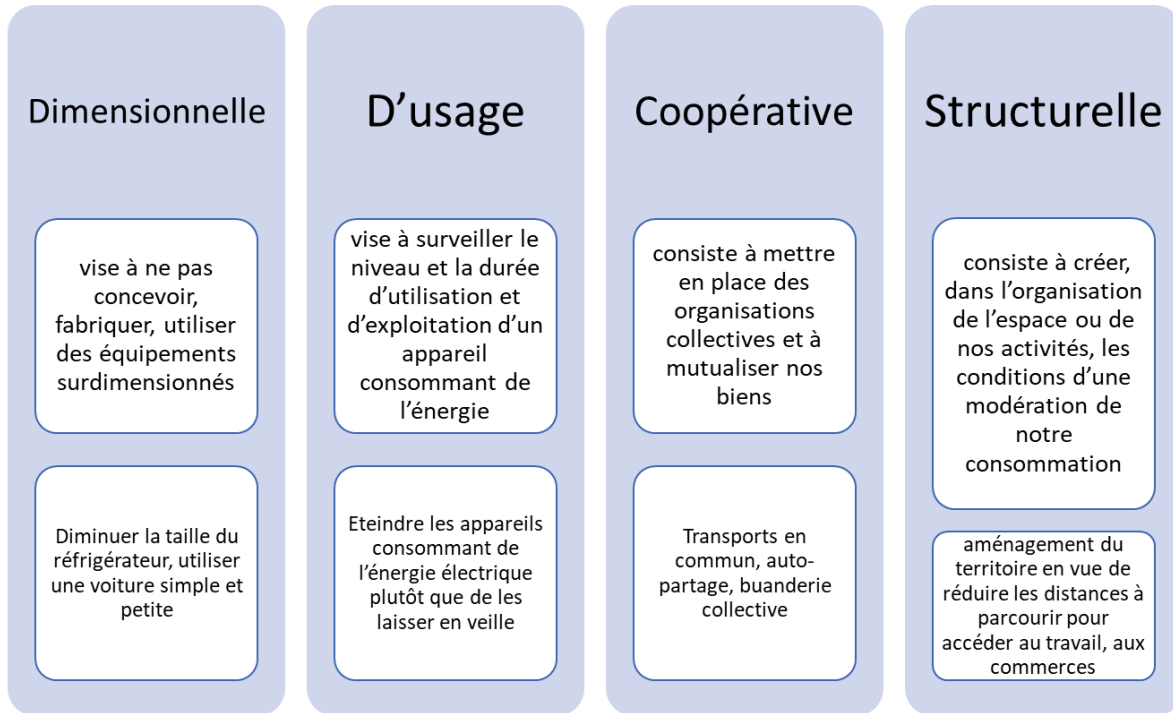 Dimensionnelle
vise à ne pas
concevoir,
fabriquer, utiliser
des équipements
surdimensionnés
Diminuer la taille du
réfrigérateur, utiliser
une voiture simple et
petite
D’usage
vise à surveiller le
niveau et la durée
d’utilisation et
d’exploitation d’un
appareil
consommant de
l’énergie
Eteindre les appareils
consommant de
l’énergie électrique
plutôt que de les
laisser en veille
Coopérative
consiste à mettre
en place des
organisations
collectives et à
mutualiser nos
biens
Transports en
commun, auto-
partage, buanderie
collective
Structurelle
consiste à créer,
dans l’organisation
de l’espace ou de
nos activités, les
conditions d’une
modération de
notre
consommation
aménagement du
territoire en vue de
réduire les distances à
parcourir pour
accéder au travail, aux
commerces